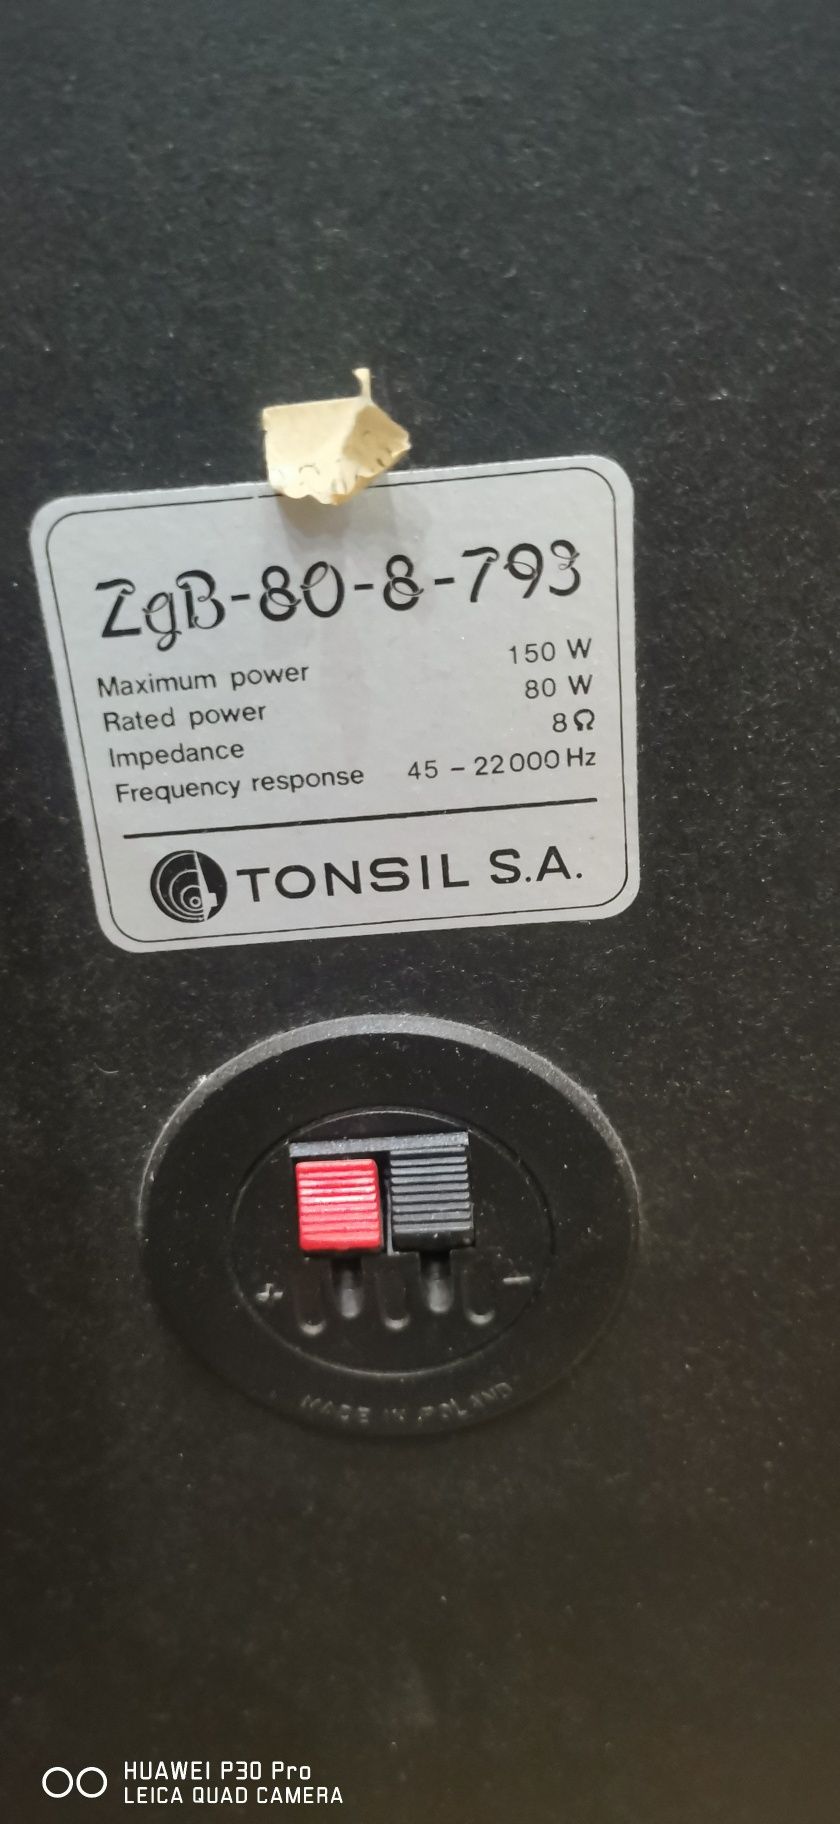 ZgB-80-8-793
Maximum power 150 W
Rated power 80 W
Impedance 8Ω
Frequency response 45 – 22000 Hz
TONSIL S.A.
+ −
MADE IN POLAND
HUAWEI P30 Pro
LEICA QUAD CAMERA